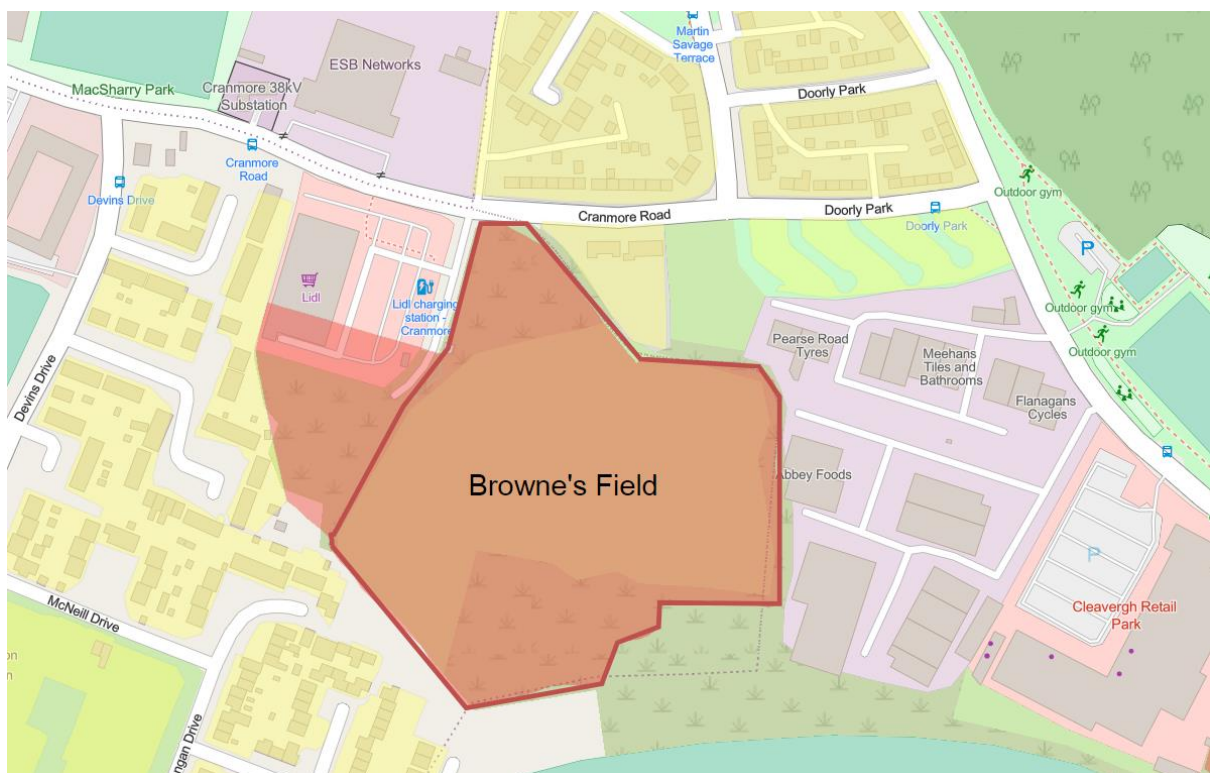 Martin
Savage
Terrace
ESB Networks
MacSharry Park
Cranmore 38kV
Substation
Doorly Park
Cranmore
Road
Devins Drive
Outdoor gym
Cranmore Road
Doorly Park
Doorly Park
P
Lidl
Lidl charging
station -
Cranmore
Outdoor gym
Pearse Road
Tyres
Meehans
Tiles and
Bathrooms
Outdoor gym
Devins Drive
Flanagans
Cycles
Browne's Field
Abbey Foods
P
Cleavergh Retail
Park
McNeill Drive